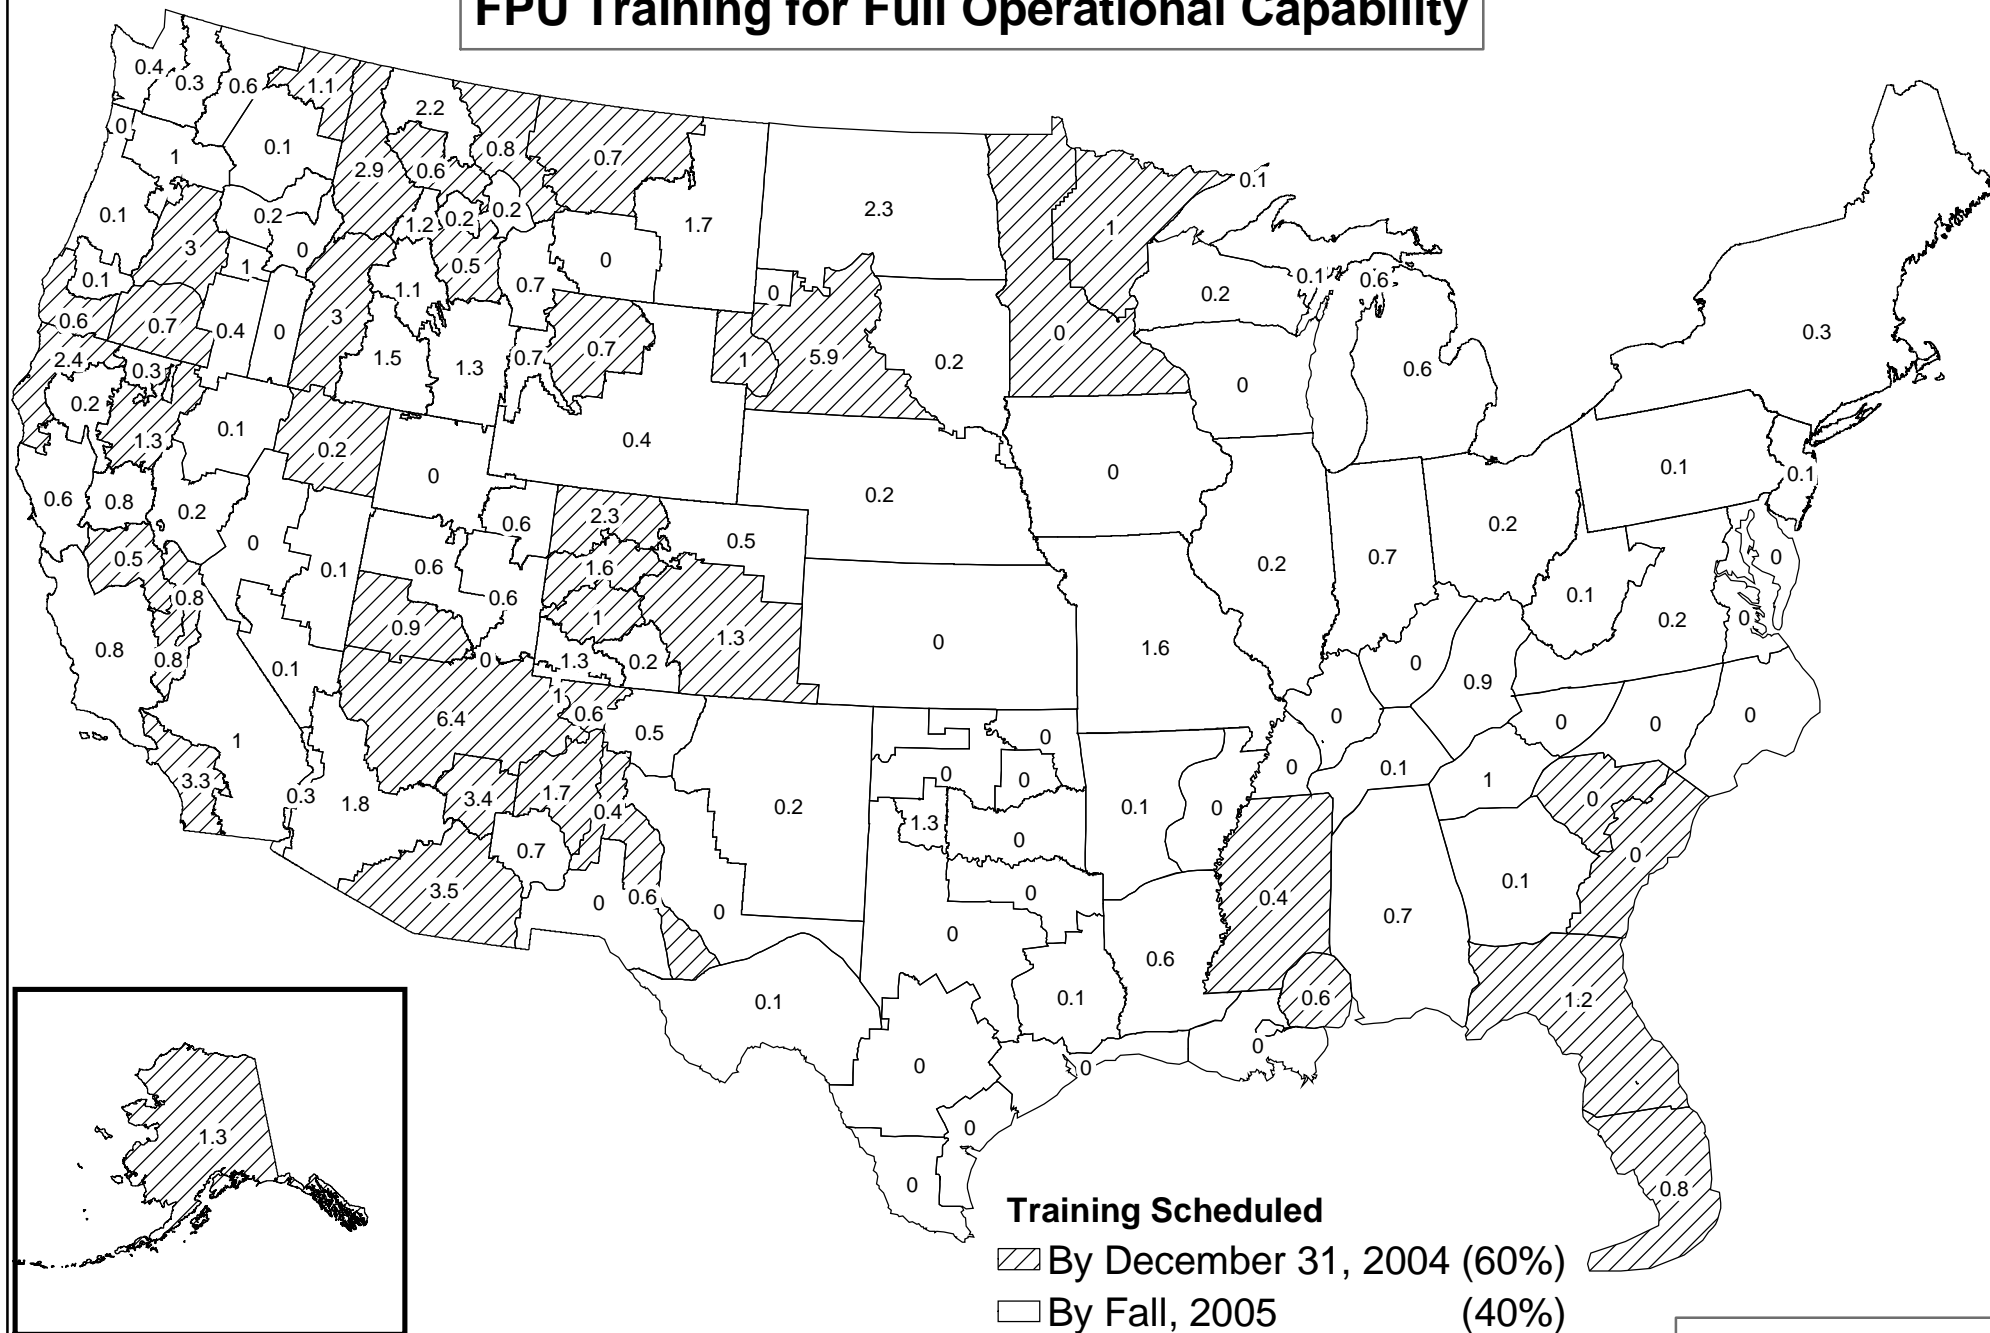 FPU Training for Full Operational Capability
0.4 0.3 0.6 1.1
2.2
0 1 0.1 2.9 0.6 0.8 0.7
0.1
0.1 0.2 1.2 0.2 0.2 1.7 2.3 1
3 1 0 0.5 0
0.1 1.1 0.7 0 0.2 0.1 0.6
0.6 0.7 0.4 0 3 0 0.3
2.4 0.3 1.5 1.3 0.7 0.7 1 5.9 0.2 0 0.6
0.2
1.3 0.1 0.2 0.4
0 0 0.1 0.1
0.6 0.8 0.2 0.6 0.2
2.3 0.5 0.2
0.5 0 0.1 0.6 1.6 0.2 0.7 0
0.8 0.6 1 0.1
0.9 1.3 0 0.2 0
0.8 0.8 0.1 0 1.3 0.2 1.6 0 0.9
6.4 1 0.6 0.5 0 0 0 0
1 0
3.3 0.3 1.8 3.4 1.7 0.4 0.2 0 0 0.1 0 0 0.1 1 0
0.7 1.3 0 0
3.5 0 0.6 0 0 0.4 0.7 0.1
0 0.6
0.1 0.1 0.6 1.2
0 0 0
1.3 0
0 0.8
Training Scheduled
By December 31, 2004 (60%)
By Fall, 2005 (40%)